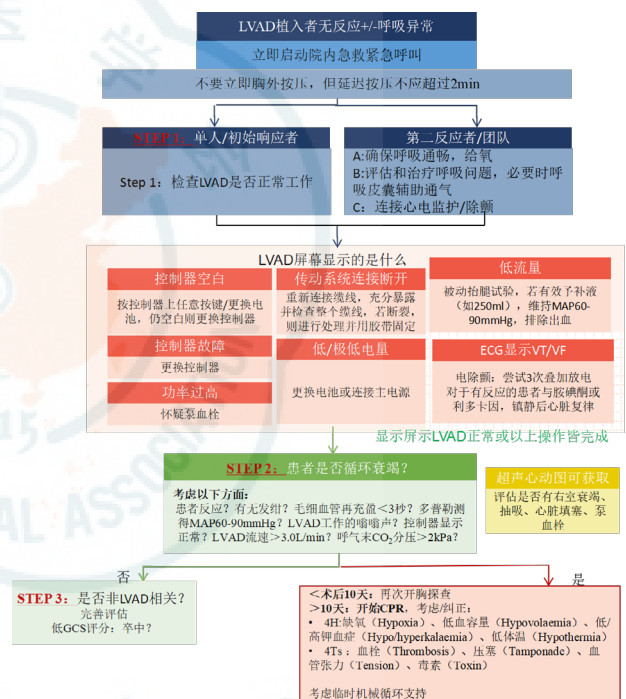 LVAD植入者无反应+/-呼吸异常
立即启动院内急救紧急呼叫
不要立即胸外按压，但延迟按压不应超过2min
STEP 1：单人/初始响应者
Step 1：检查LVAD是否正常工作
第二反应者/团队
A:确保呼吸通畅，给氧
B:评估和治疗呼吸问题，必要时呼
吸皮囊辅助通气
C：连接心电监护/除颤
LVAD屏幕显示的是什么
控制器空白
按控制器上任意按键/更换电
池，仍空白则更换控制器
传动系统连接断开
重新连接缆线，充分暴露
并检查整个缆线，若断裂，
则进行处理并用胶带固定
低流量
被动抬腿试验，若有效予补液
（如250ml），维持MAP60-
90mmHg，排除出血
控制器故障
更换控制器
功率过高
怀疑泵血栓
低/极低电量
更换电池或连接主电源
ECG显示VT/VF
电除颤：尝试3次叠加放电
对于有反应的患者与胺碘酮或
利多卡因，镇静后心脏复律
显示屏示LVAD正常或以上操作皆完成
STEP 2：患者是否循环衰竭？
考虑以下方面：
患者反应？有无发绀？毛细血管再充盈＜3秒？多普勒测
得MAP60-90mmHg？LVAD工作的嗡嗡声？控制器显示
正常？LVAD流速＞3.0L/min？呼气末CO2分压＞2kPa？
超声心动图可获取
评估是否有右室衰竭、
抽吸、心脏填塞、泵
血栓
否
是
STEP 3：是否非LVAD相关？
完善评估
低GCS评分：卒中？
＜术后10天：再次开胸探查
＞10天：开始CPR，考虑/纠正：
• 4H:缺氧（Hypoxia）、低血容量（Hypovolaemia）、低/
高钾血症（Hypo/hyperkalaemia）、低体温（Hypothermia）
• 4Ts：血栓（Thrombosis）、压塞（Tamponade）、血
管张力（Tension）、毒素（Toxin）
考虑临时机械循环支持